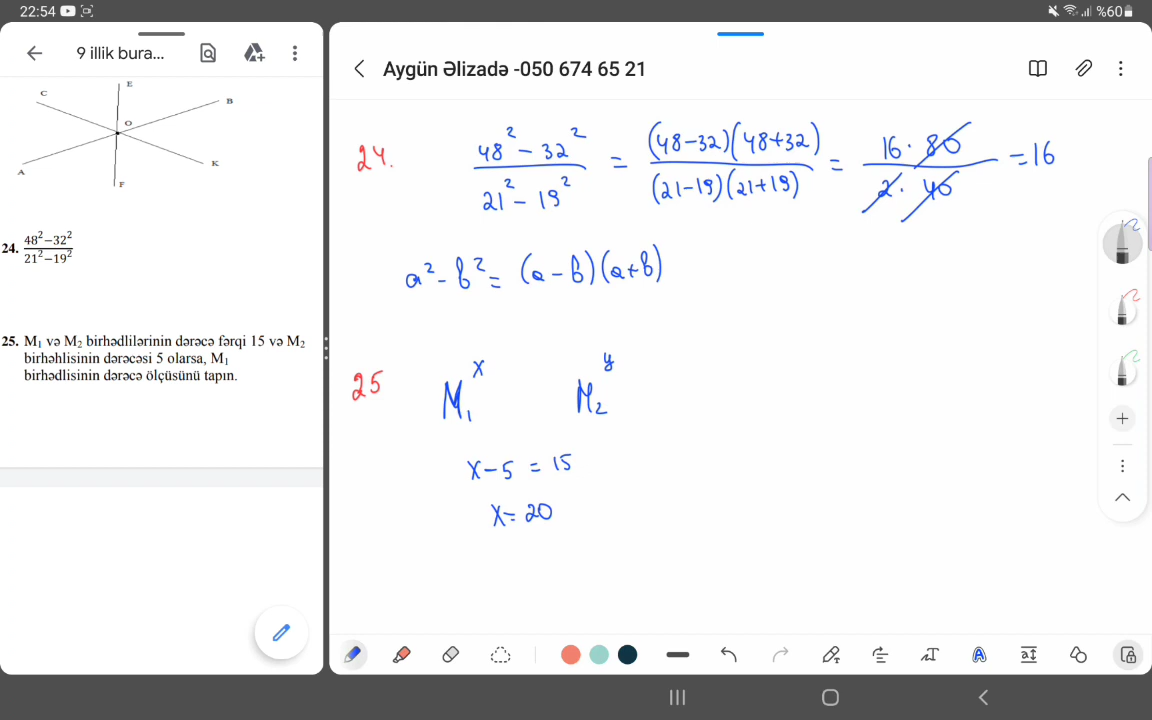 22:54
%60
9 illik bura...
C
E
B
O
A
K
F
24. 48²−32² / 21²−19²
25. M₁ və M₂ birhədlilərinin dərəcə fərqi 15 və M₂
birhəhlisinin dərəcəsi 5 olarsa, M₁
birhədlisinin dərəcə ölçüsünü tapın.
Aygün Əlizadə -050 674 65 21
24. 48² − 32² / 21² − 19² = (48−32)(48+32) / (21−19)(21+19) = 16 · 80 / 2 · 40 = 16
a² − b² = (a − b)(a+b)
25 M₁ˣ M₂ʸ
x − 5 = 15
x = 20